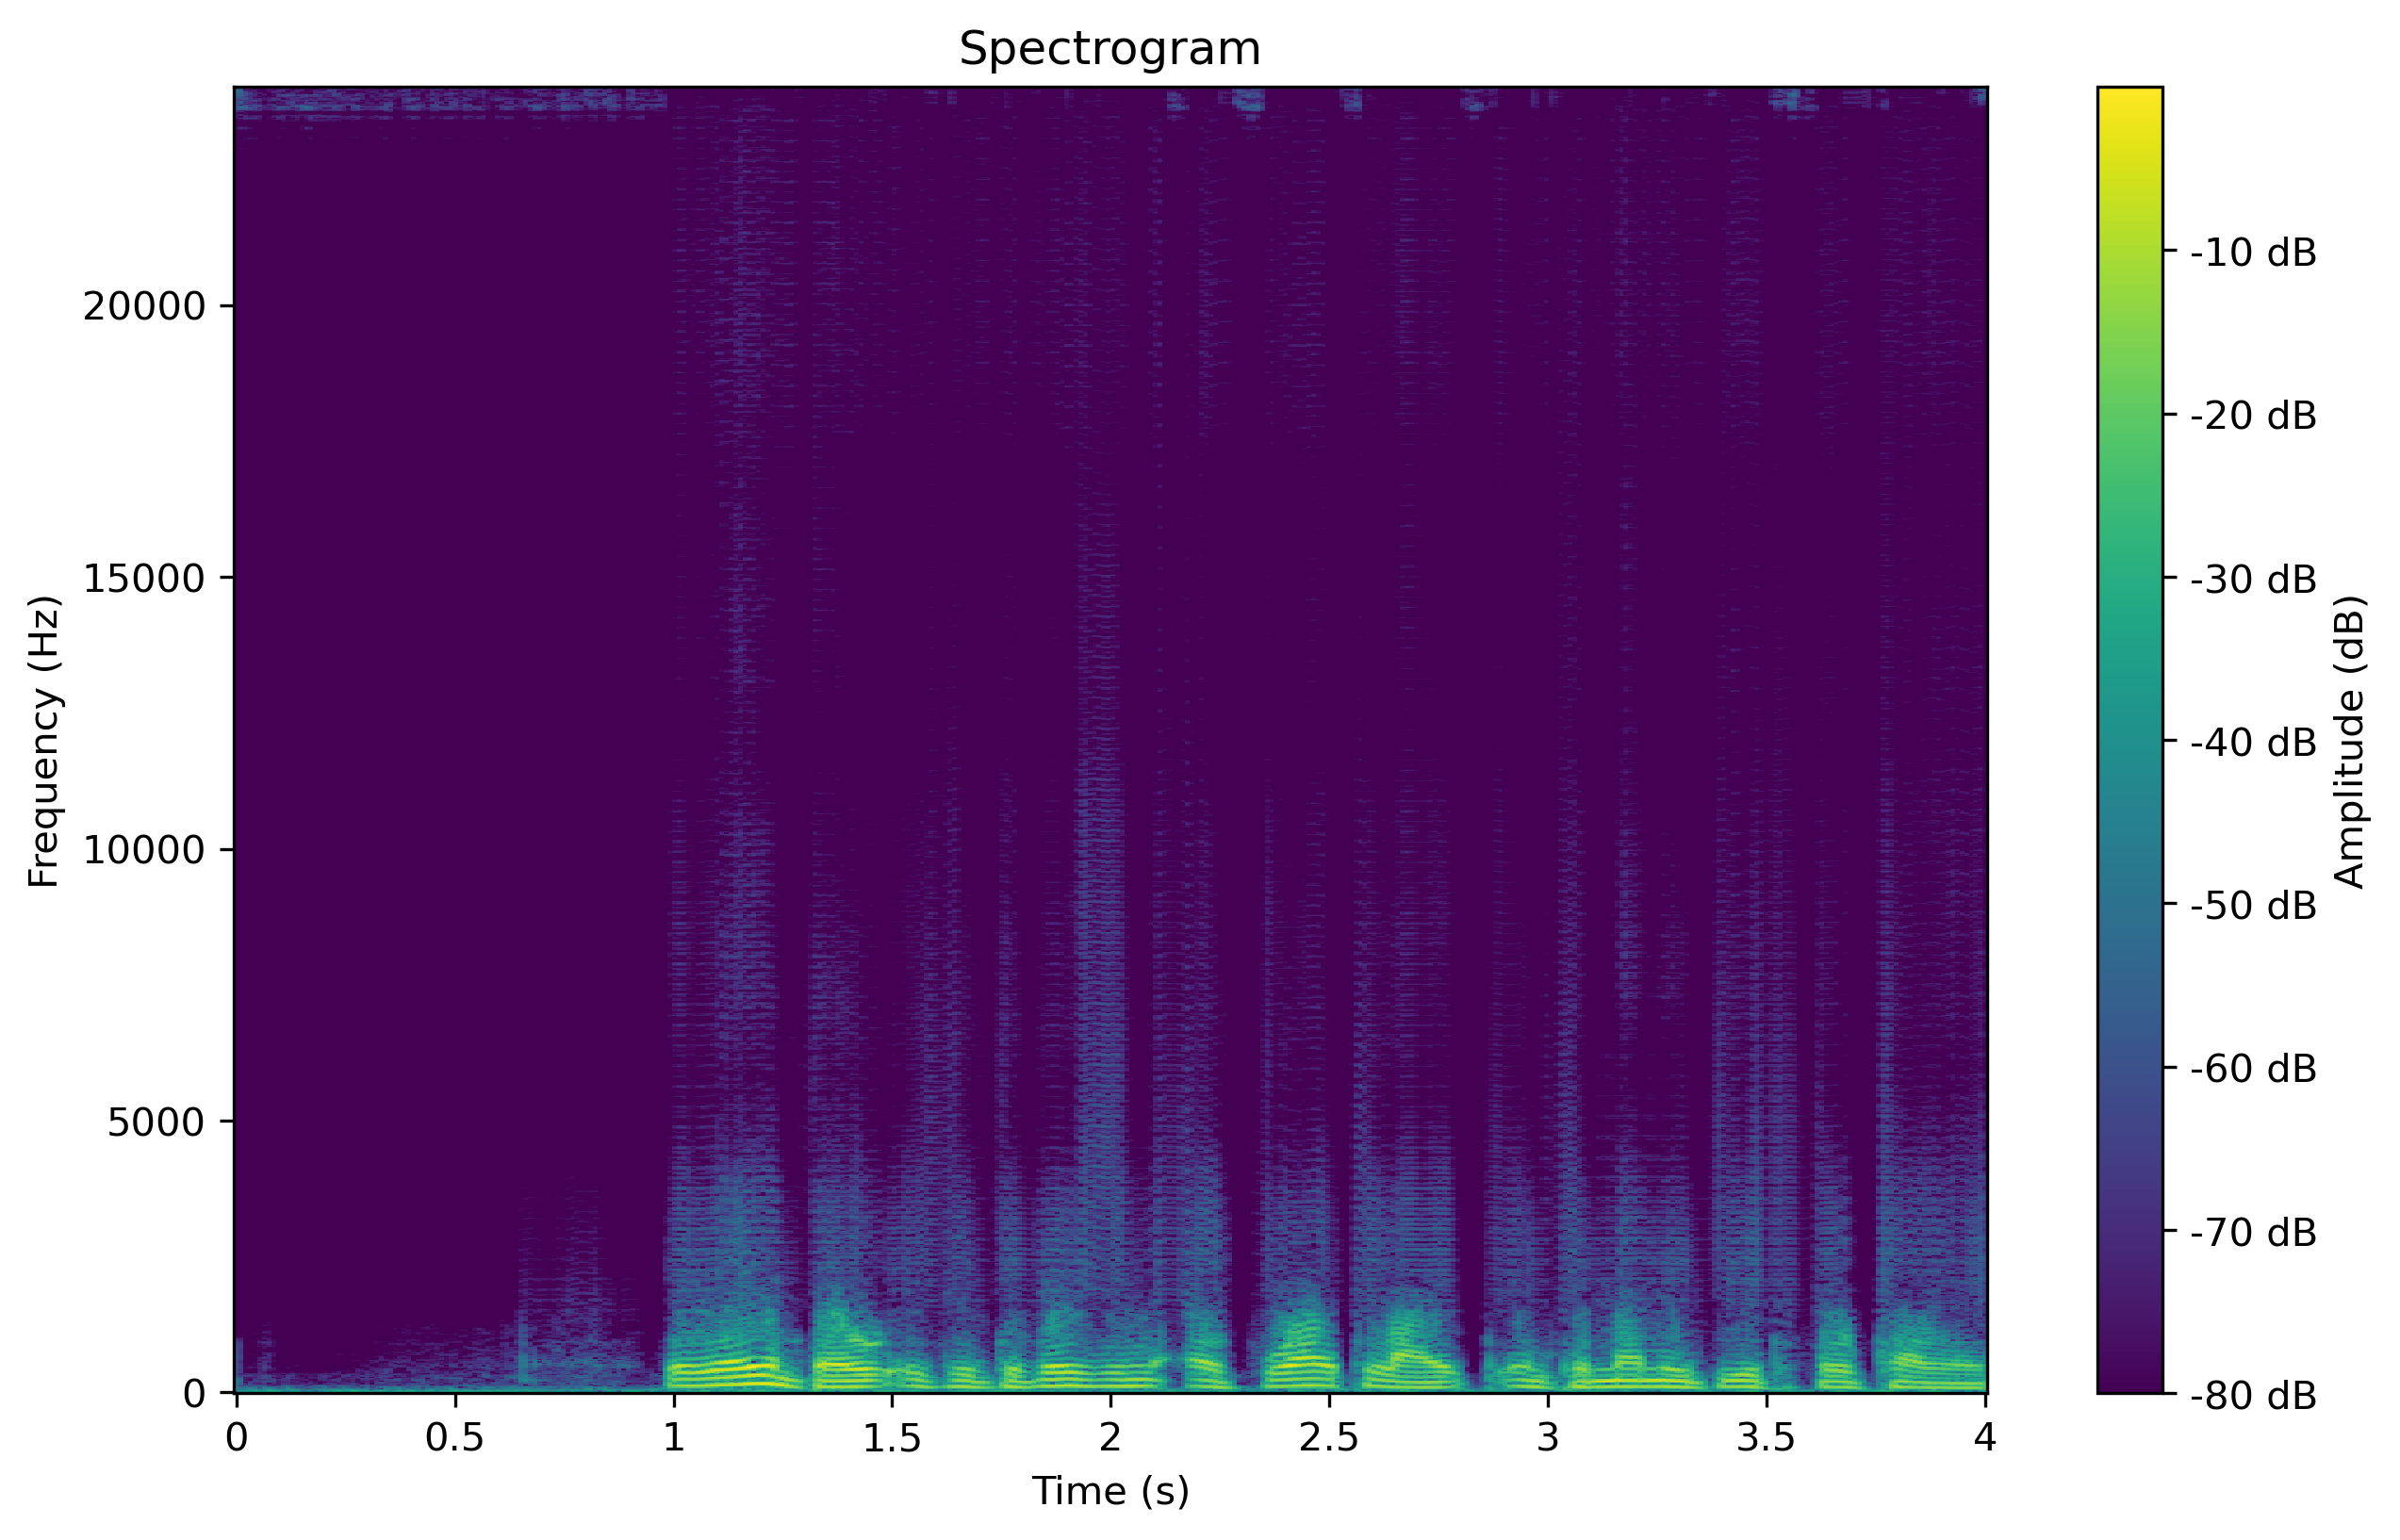 Spectrogram
20000
15000
10000
5000
0
Frequency (Hz)
0 0.5 1 1.5 2 2.5 3 3.5 4
Time (s)
-10 dB
-20 dB
-30 dB
-40 dB
-50 dB
-60 dB
-70 dB
-80 dB
Amplitude (dB)